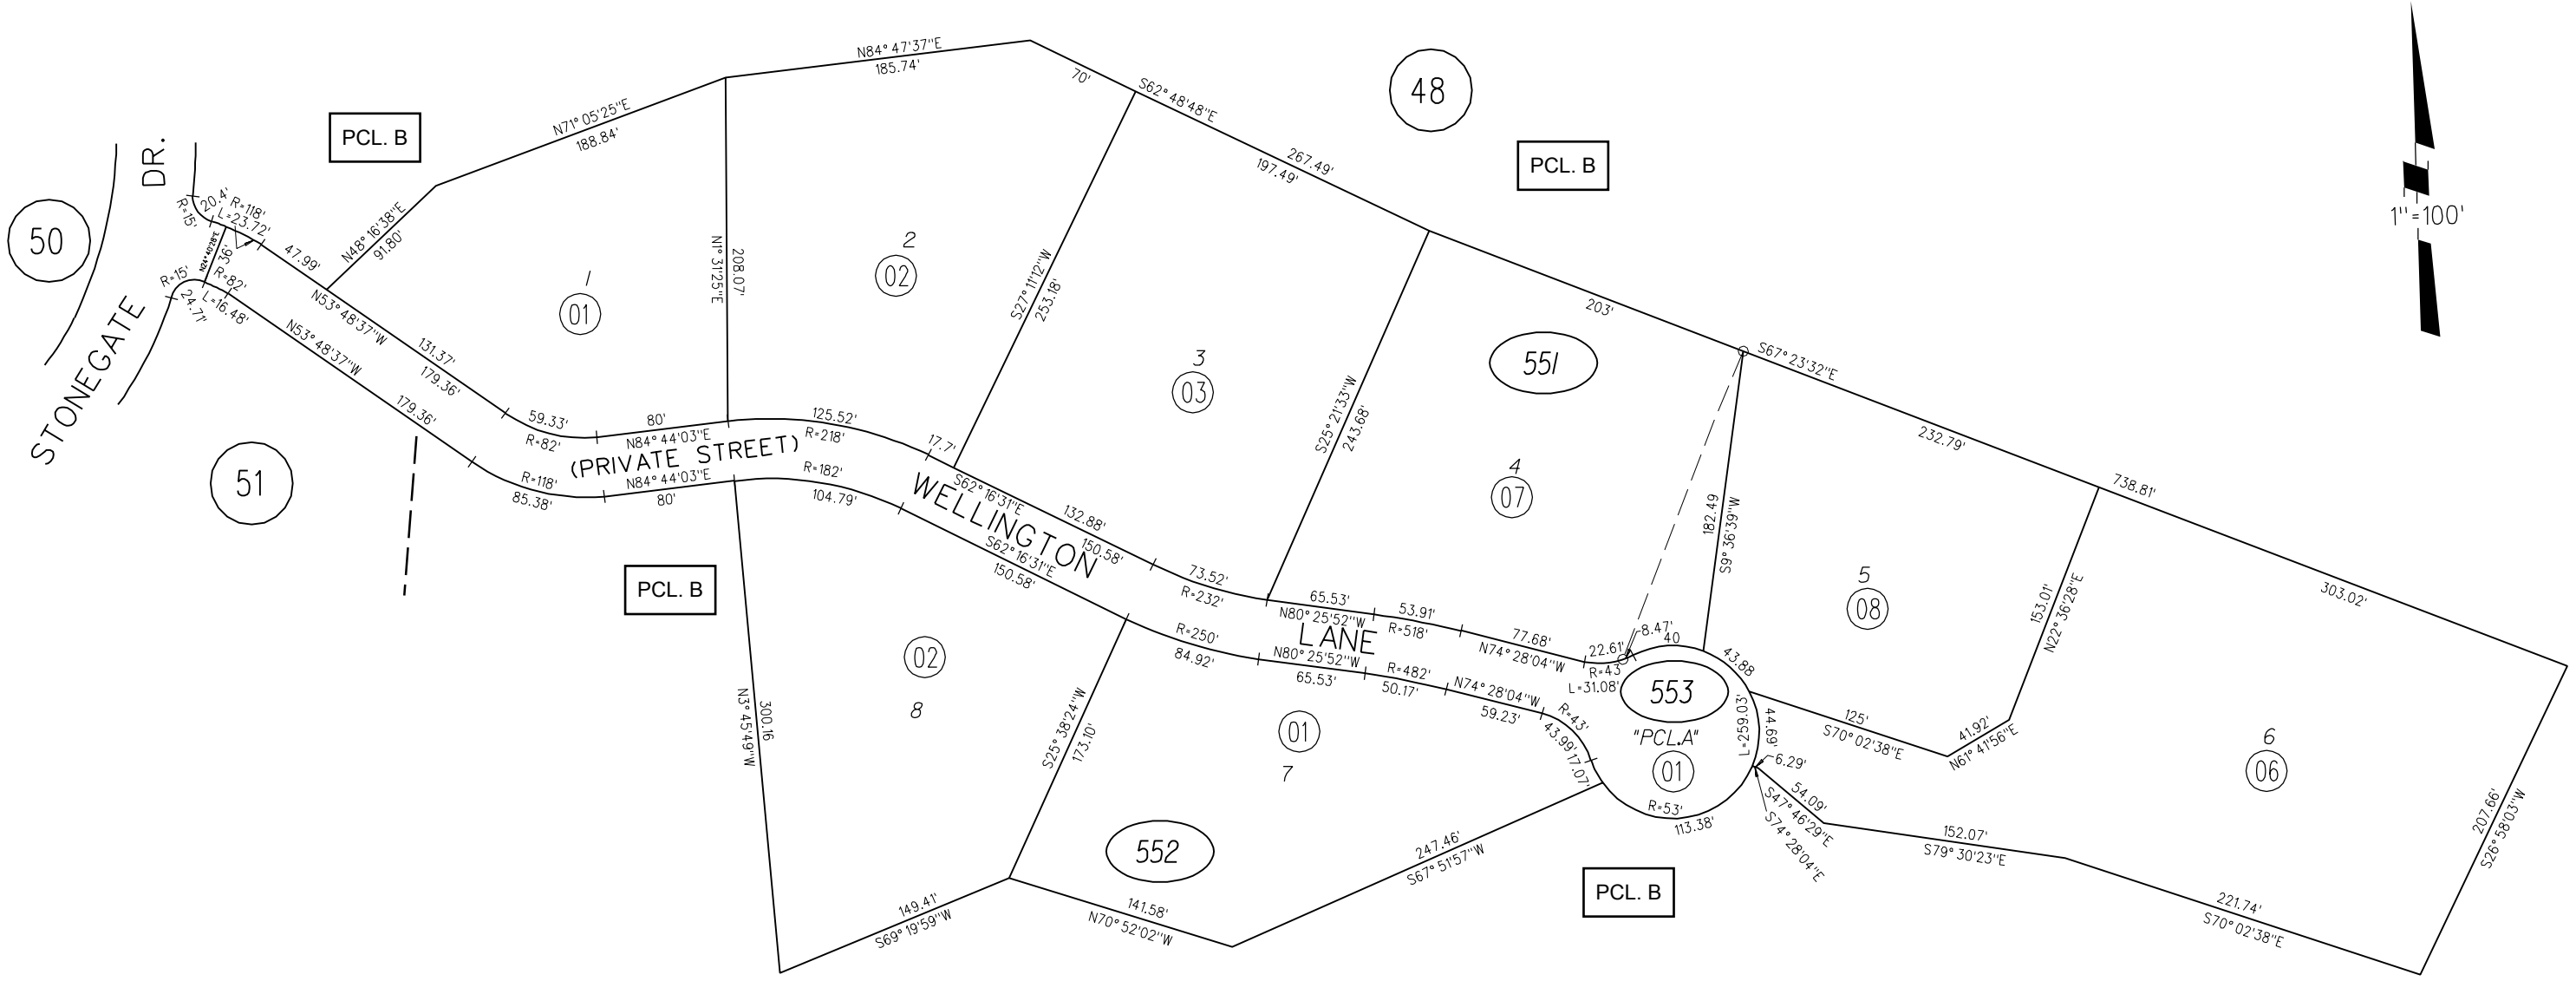 N84°47'37"E
185.74'
70'
S62°48'48"E
267.49'
197.49'
48
PCL. B
1"=100'
N71°05'25"E
188.84'
PCL. B
DR.
50
STONEGATE
51
R=15'
20.4'
R=118'
L=23.72'
36'
R=15'
24.71'
R=82'
L=16.48'
47.99'
N53°48'37"W
131.37'
179.36'
N53°48'37"W
179.36'
N48°16'38"E
91.80'
1
01
N1°31'25"E
208.07'
2
02
S27°11'12"W
253.18'
3
03
S25°21'33"W
243.68'
203'
551
4
07
S67°23'32"E
232.79'
738.81'
303.02'
182.49
S9°36'39"W
5
08
153.01'
N22°36'28"E
59.33'
R=82'
80'
N84°44'03"E
125.52'
R=218'
17.7'
S62°16'31"E
132.88'
150.58'
73.52'
R=232'
65.53'
N80°25'52"W
53.91'
R=518'
77.68'
N74°28'04"W
22.61'
8.47'
R=43'
L=31.08'
40
43.88
(PRIVATE STREET)
WELLINGTON
LANE
R=118'
85.38'
N84°44'03"E
80'
R=182'
104.79'
S62°16'31"E
150.58'
R=250'
84.92'
N80°25'52"W
65.53'
R=482'
50.17'
N74°28'04"W
59.23'
R=43'
43.99'
17.07'
553
"PCL.A"
01
L=259.03'
44.69'
R=53'
113.38'
6.29'
54.09'
S47°46'29"E
S74°28'04"E
125'
S70°02'38"E
41.92'
N61°41'56"E
6
06
152.07'
S79°30'23"E
221.74'
S70°02'38"E
207.66'
S26°58'03"W
PCL. B
N3°45'49"W
300.16
02
8
S25°38'24"W
173.10'
01
7
552
149.41'
S69°19'59"W
141.58'
N70°52'02"W
247.46'
S67°51'57"W
PCL. B